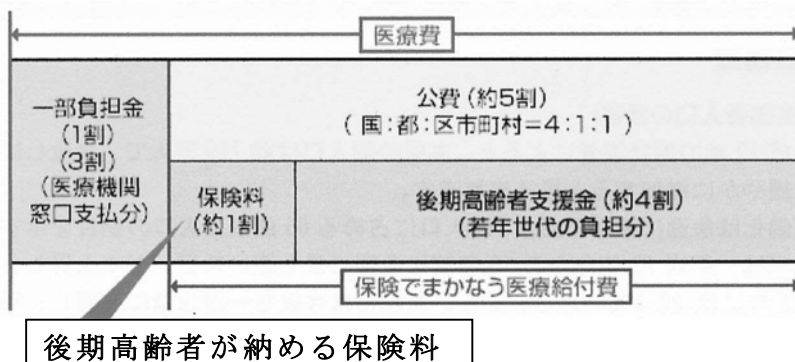 医療費
一部負担金
(1割)
(3割)
(医療機関
窓口支払分)
公費(約5割)
(国:都:区市町村=4:1:1)
保険料
(約1割)
後期高齢者支援金(約4割)
(若年世代の負担分)
保険でまかなう医療給付費
後期高齢者が納める保険料